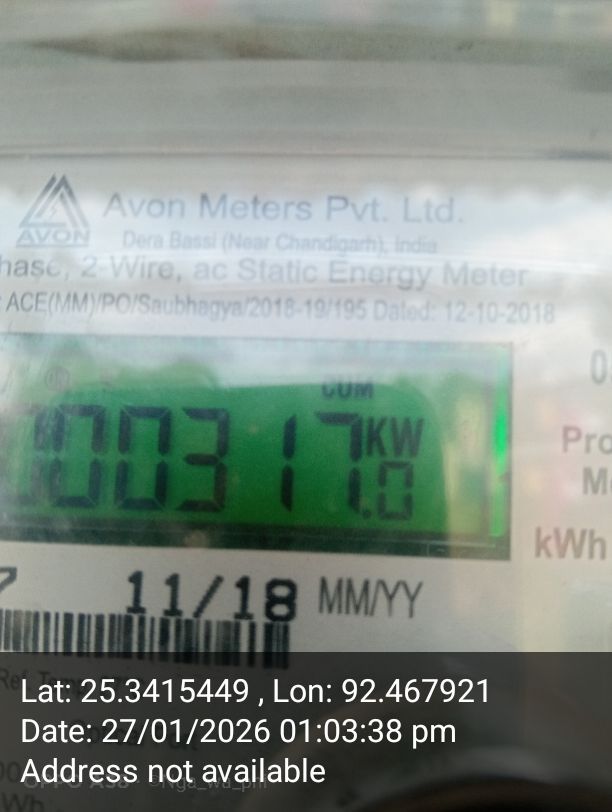 Avon Meters Pvt. Ltd.
AVON
Dera Bassi (Near Chandigarh), India
hase, 2-Wire, ac Static Energy Meter
ACE(MM)/PO/Saubhagya/2018-19/195 Dated: 12-10-2018
CUM
000317.0 KW
Pro
M
kWh
7 11/18 MM/YY
Lat: 25.3415449 , Lon: 92.467921
Date: 27/01/2026 01:03:38 pm
Address not available